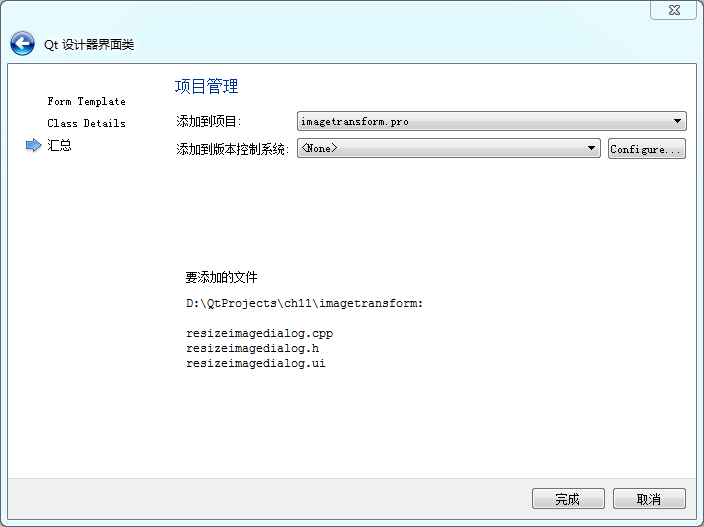 Qt 设计器界面类
Form Template
Class Details
汇总
项目管理
添加到项目: imagetransform.pro
添加到版本控制系统: <None> Configure...
要添加的文件
D:\QtProjects\ch11\imagetransform:
resizeimagedialog.cpp
resizeimagedialog.h
resizeimagedialog.ui
完成 取消